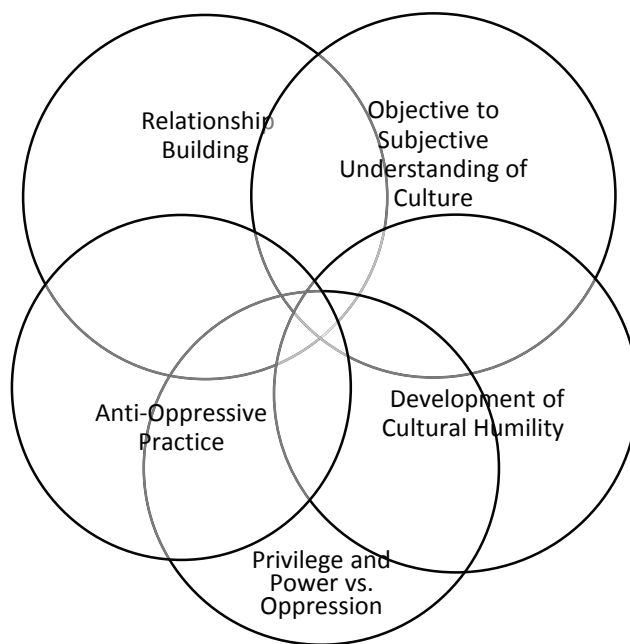 Relationship
Building
Objective to
Subjective
Understanding of
Culture
Anti-Oppressive
Practice
Development of
Cultural Humility
Privilege and
Power vs.
Oppression